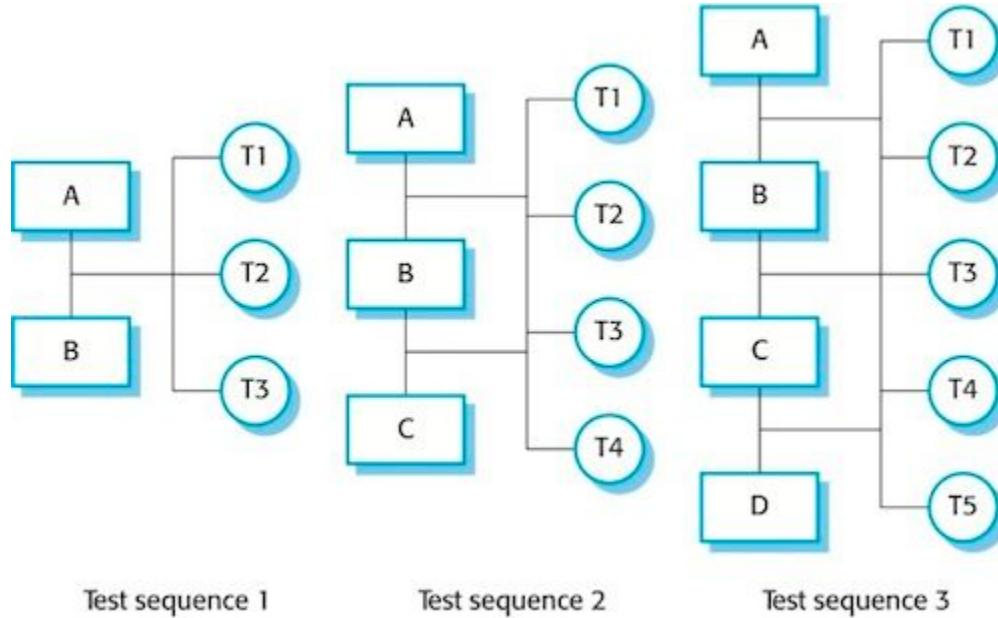 A
B
T1
T2
T3
Test sequence 1
A
B
C
T1
T2
T3
T4
Test sequence 2
A
B
C
D
T1
T2
T3
T4
T5
Test sequence 3